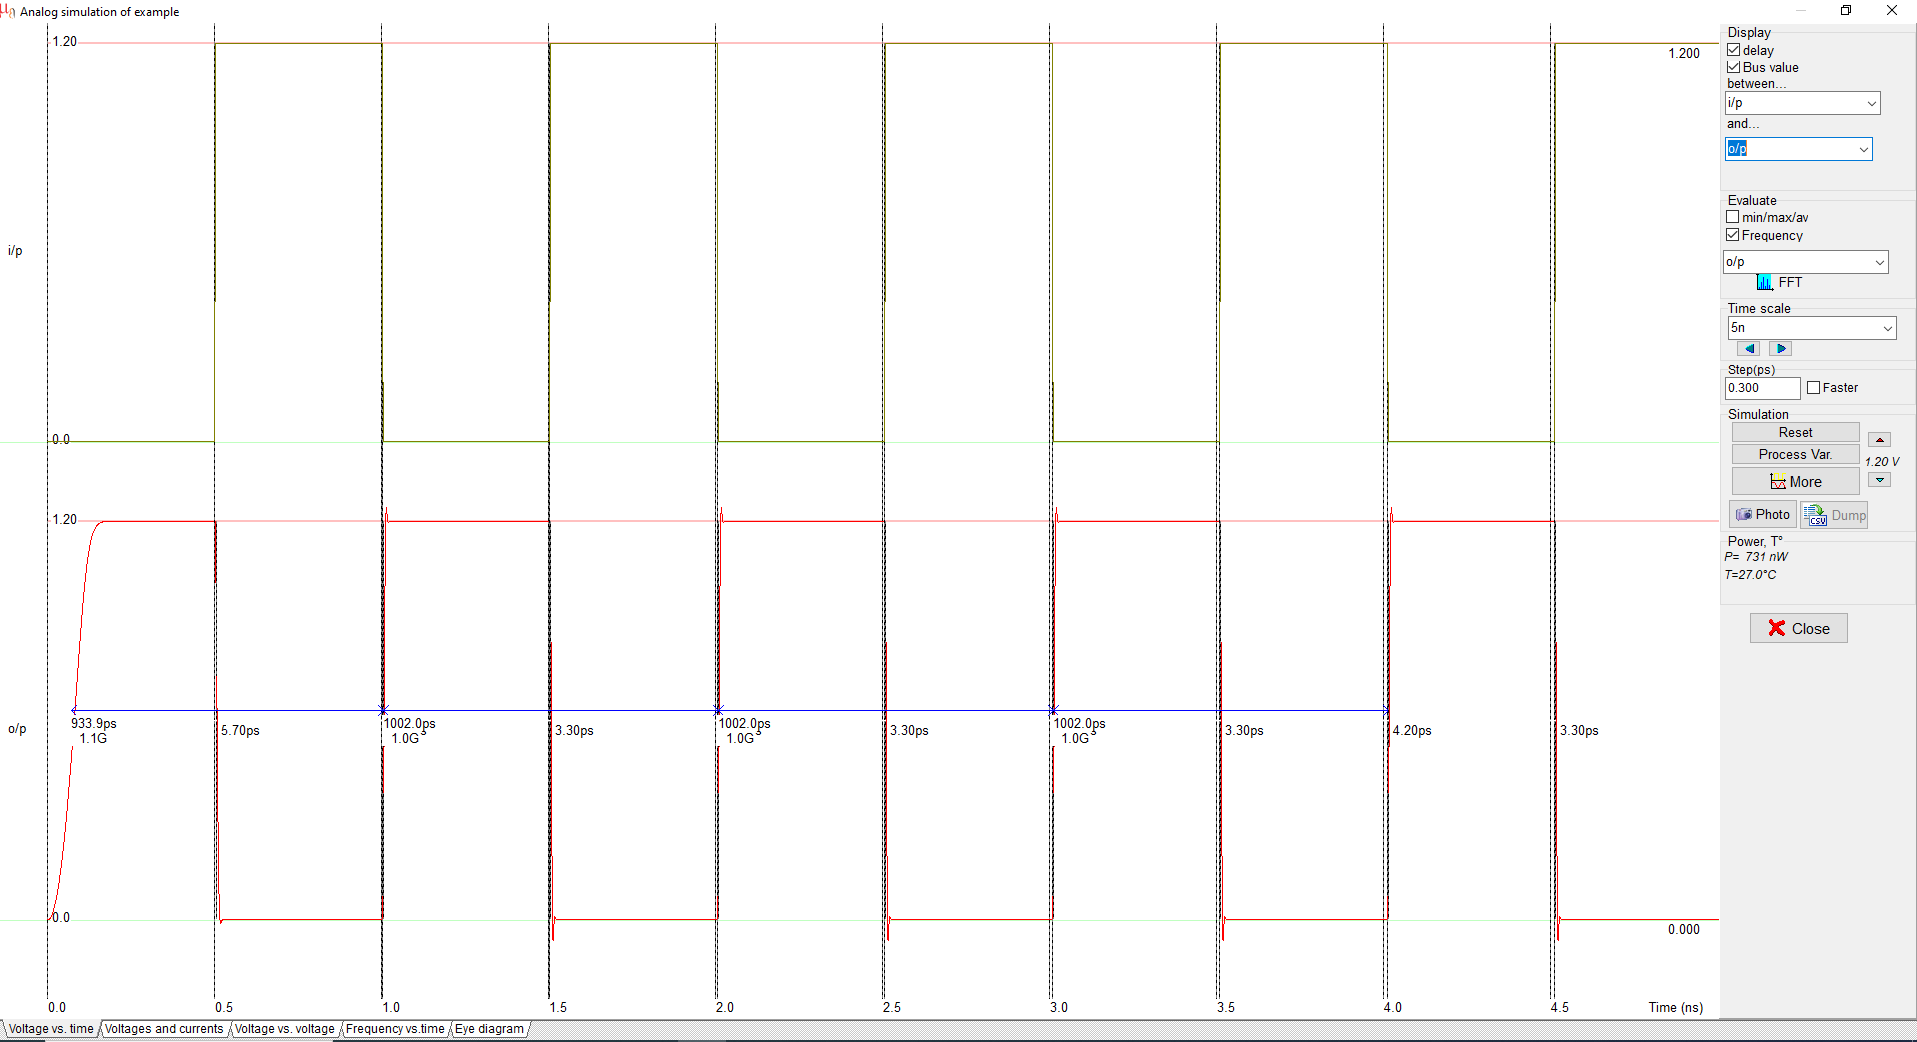 Analog simulation of example
1.20
1.200
i/p
0.0
1.20
o/p
933.9ps
1.1G
5.70ps
1002.0ps
1.0G
3.30ps
1002.0ps
1.0G
3.30ps
1002.0ps
1.0G
3.30ps
4.20ps
3.30ps
0.0
0.000
0.0 0.5 1.0 1.5 2.0 2.5 3.0 3.5 4.0 4.5 Time (ns)
Voltage vs. time Voltages and currents Voltage vs. voltage Frequency vs.time Eye diagram
Display
delay
Bus value
between...
i/p
and...
o/p
Evaluate
min/max/av
Frequency
o/p
FFT
Time scale
5n
Step(ps)
0.300 Faster
Simulation
Reset
Process Var.
1.20 V
More
Photo CSV Dump
Power, T°
P= 731 nW
T=27.0°C
Close